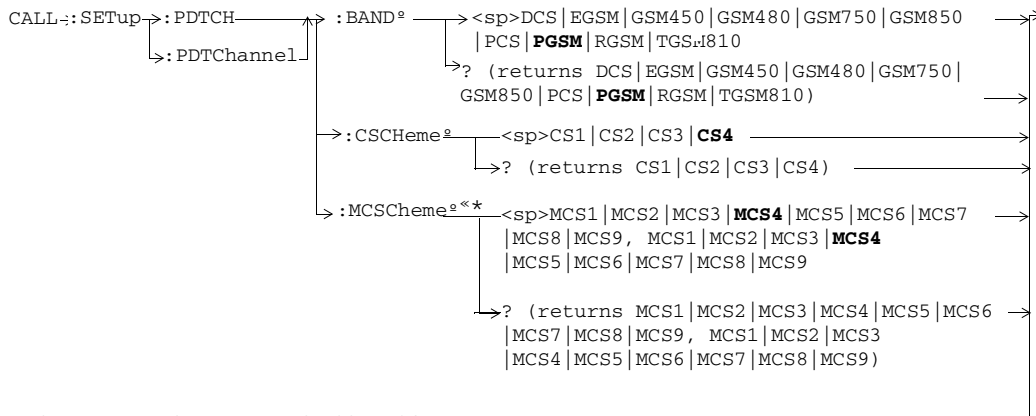 CALL:SETup:PDTCH :BANDº <sp>DCS|EGSM|GSM450|GSM480|GSM750|GSM850
|PCS|PGSM|RGSM|TGSM810
:PDTChannel
? (returns DCS|EGSM|GSM450|GSM480|GSM750|
GSM850|PCS|PGSM|RGSM|TGSM810)
:CSCHemeº <sp>CS1|CS2|CS3|CS4
? (returns CS1|CS2|CS3|CS4)
:MCSChemeº«* <sp>MCS1|MCS2|MCS3|MCS4|MCS5|MCS6|MCS7
|MCS8|MCS9, MCS1|MCS2|MCS3|MCS4
|MCS5|MCS6|MCS7|MCS8|MCS9
? (returns MCS1|MCS2|MCS3|MCS4|MCS5|MCS6
|MCS7|MCS8|MCS9, MCS1|MCS2|MCS3
|MCS4|MCS5|MCS6|MCS7|MCS8|MCS9)